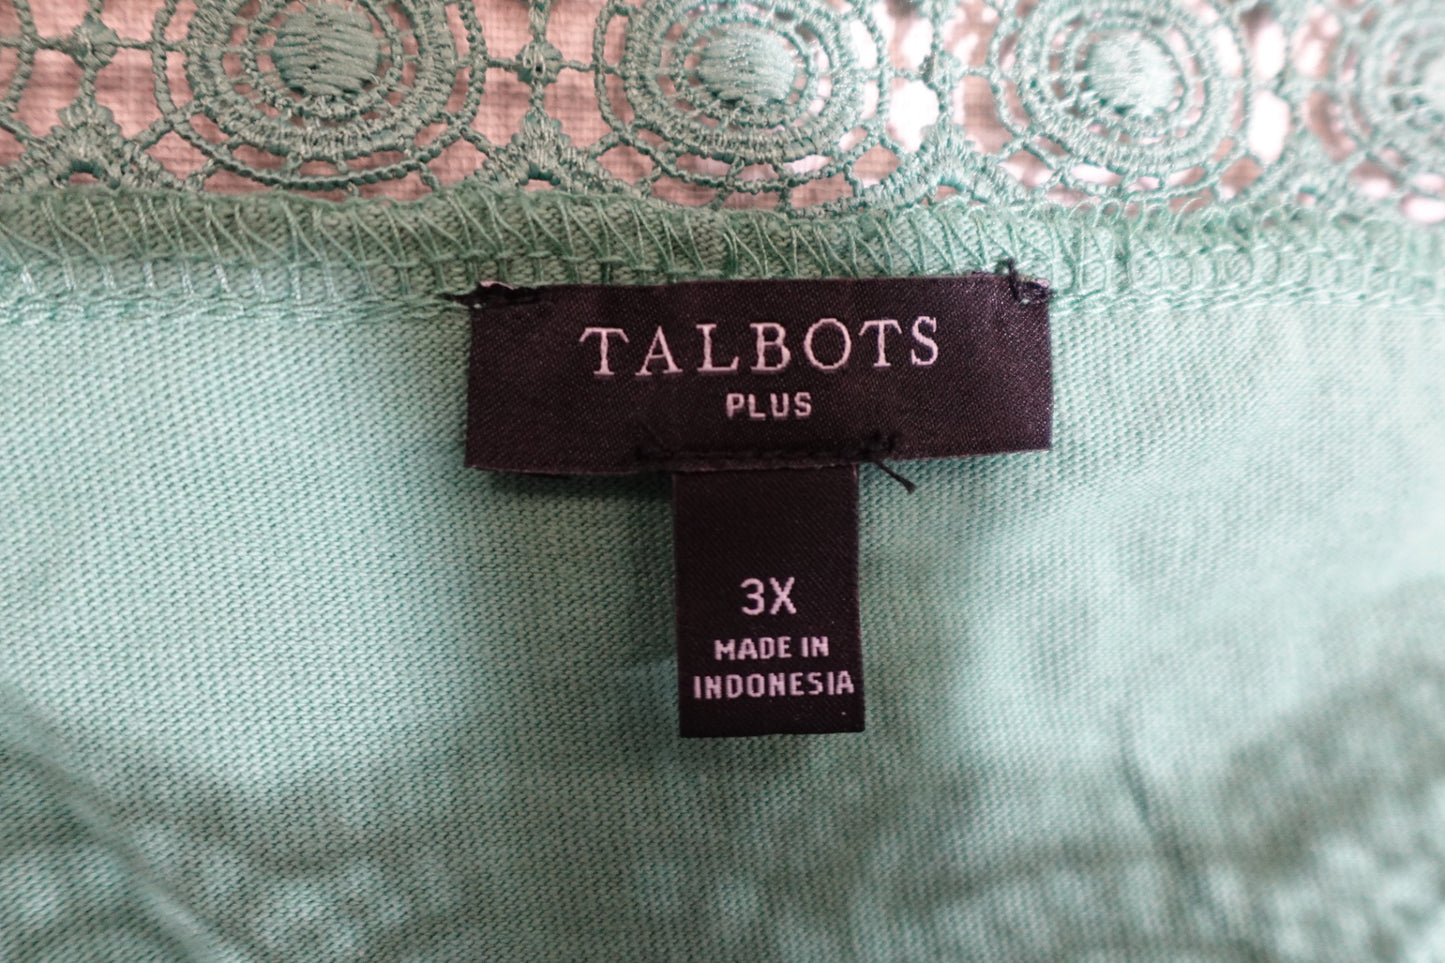 TALBOTS
PLUS
3X
MADE IN
INDONESIA